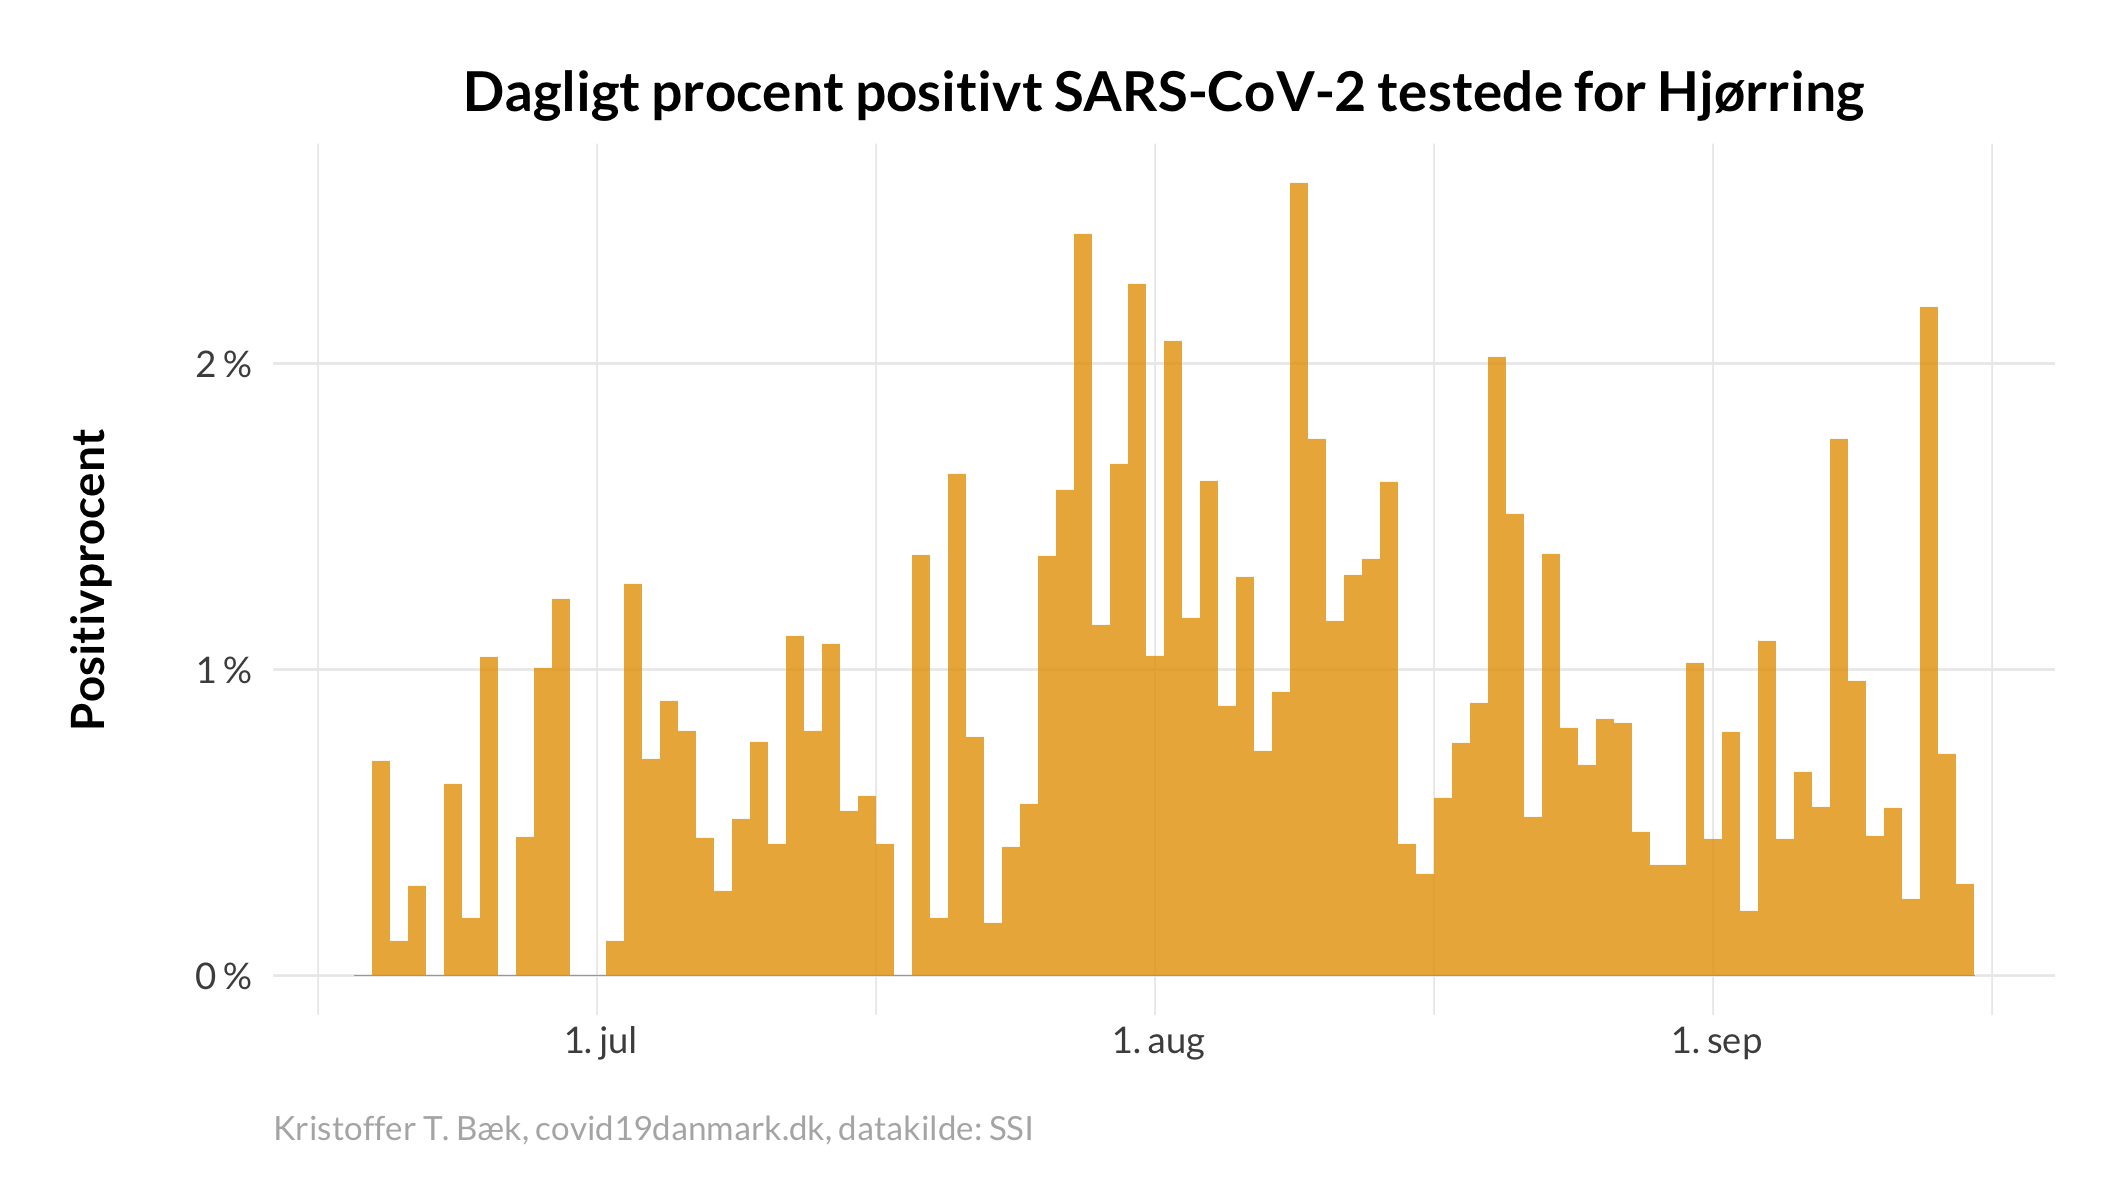 Dagligt procent positivt SARS-CoV-2 testede for Hjørring
Positivprocent
2 %
1 %
0 %
1. jul
1. aug
1. sep
Kristoffer T. Bæk, covid19danmark.dk, datakilde: SSI